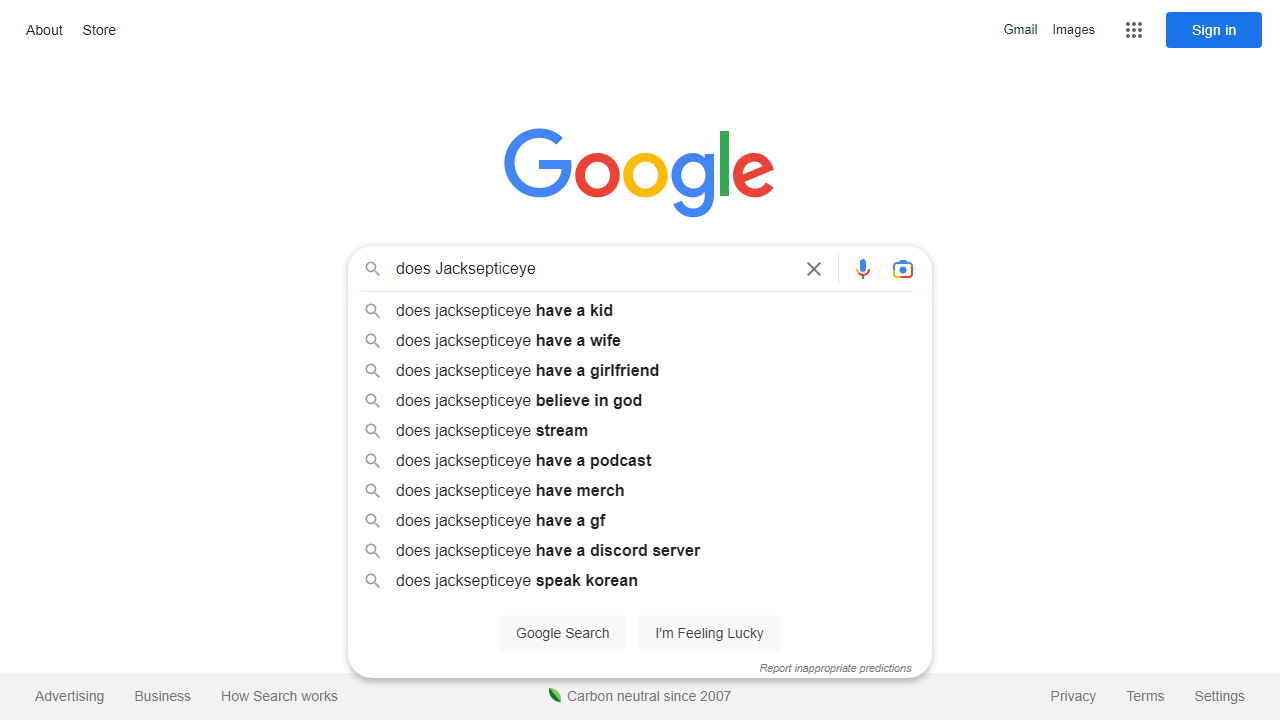 About Store Gmail Images Sign in
Google
does Jacksepticeye
does jacksepticeye have a kid
does jacksepticeye have a wife
does jacksepticeye have a girlfriend
does jacksepticeye believe in god
does jacksepticeye stream
does jacksepticeye have a podcast
does jacksepticeye have merch
does jacksepticeye have a gf
does jacksepticeye have a discord server
does jacksepticeye speak korean
Google Search I'm Feeling Lucky
Report inappropriate predictions
Advertising Business How Search works Carbon neutral since 2007 Privacy Terms Settings